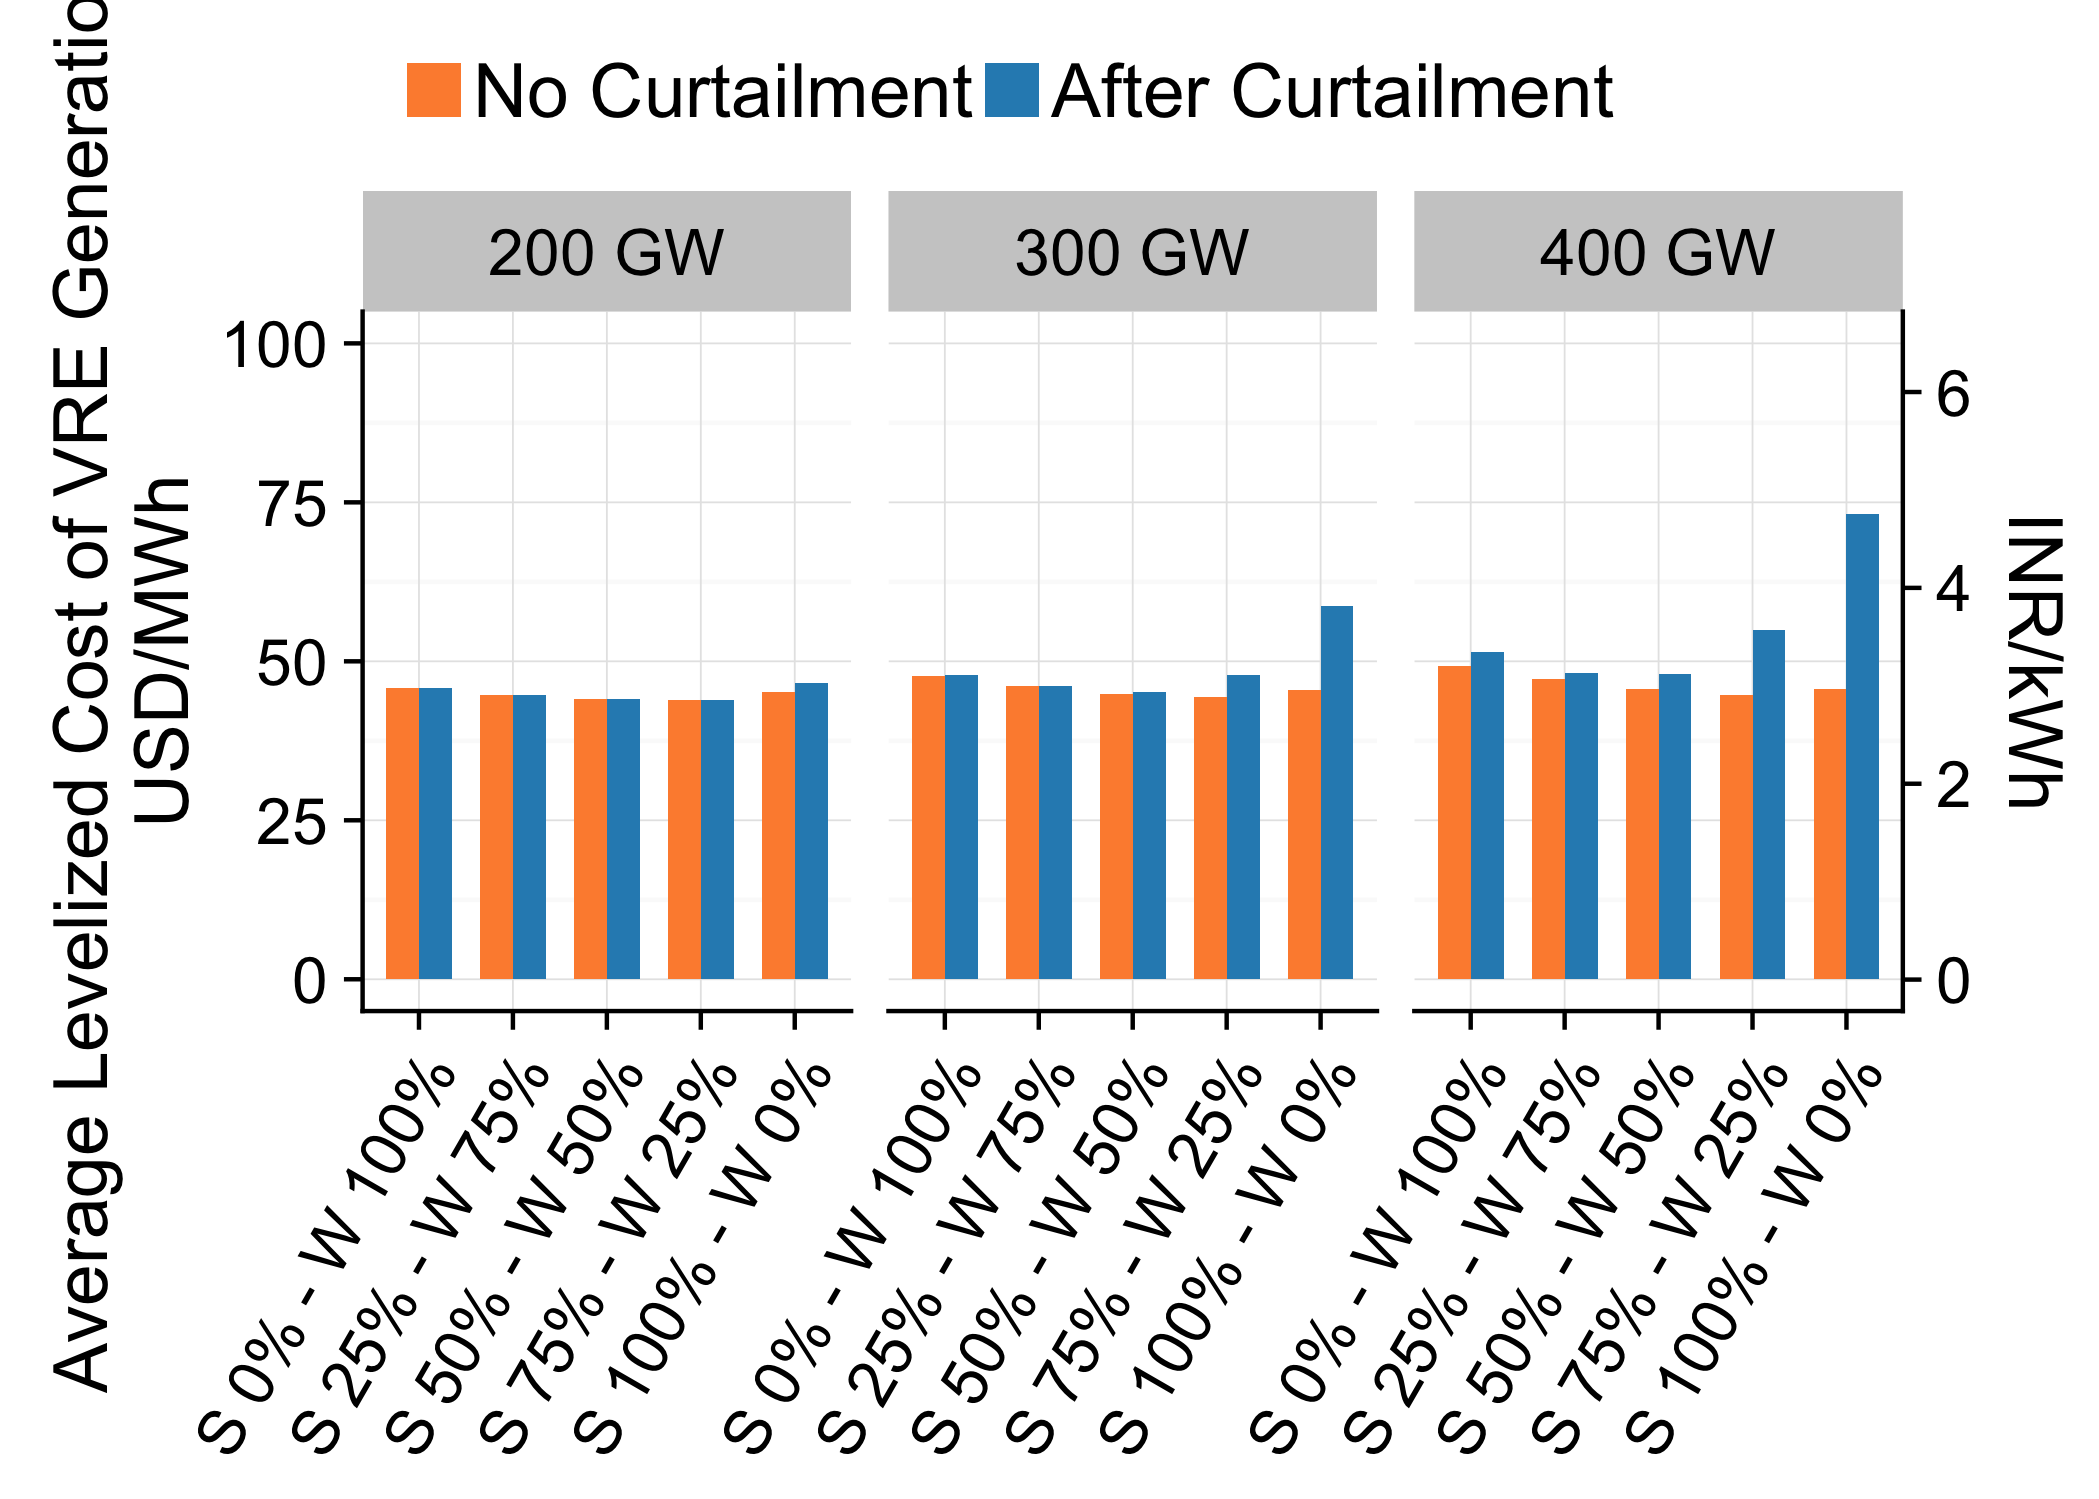 No Curtailment After Curtailment
200 GW 300 GW 400 GW
Average Levelized Cost of VRE
USD/MWh
100
75
50
25
0
6
4
2
0
INR/kWh
S 0% - W 100%
S 25% - W 75%
S 50% - W 50%
S 75% - W 25%
S 100% - W 0%
S 0% - W 100%
S 25% - W 75%
S 50% - W 50%
S 75% - W 25%
S 100% - W 0%
S 0% - W 100%
S 25% - W 75%
S 50% - W 50%
S 75% - W 25%
S 100% - W 0%